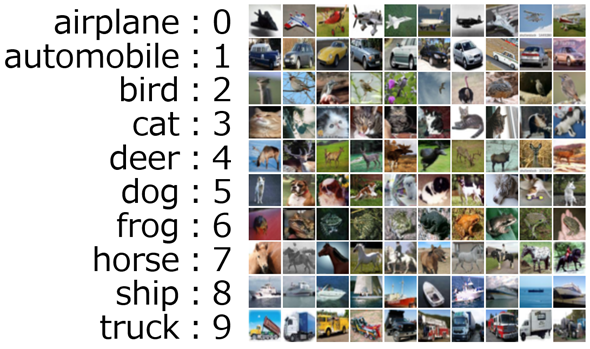 airplane : 0
automobile : 1
bird : 2
cat : 3
deer : 4
dog : 5
frog : 6
horse : 7
ship : 8
truck : 9